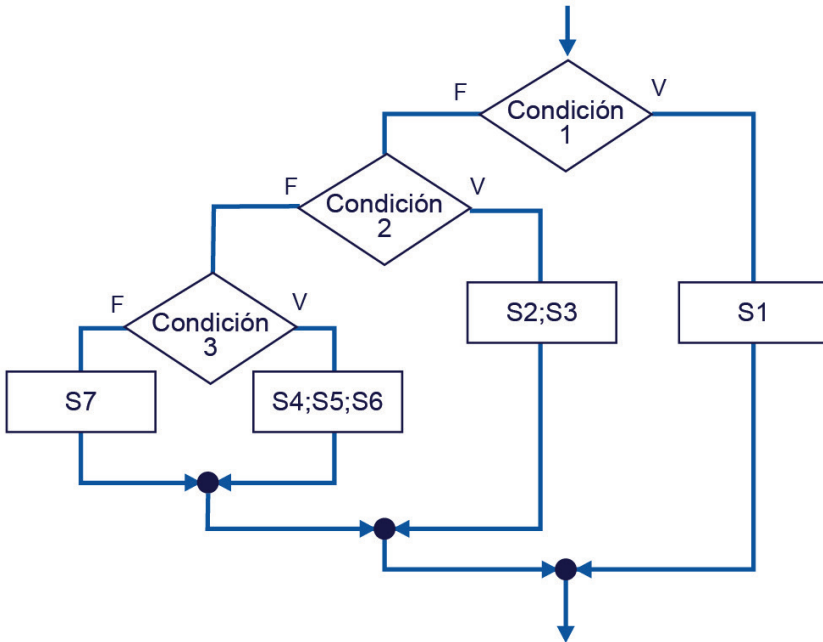 F
V
Condición
1
F
V
Condición
2
F
V
Condición
3
S2;S3
S1
S7
S4;S5;S6